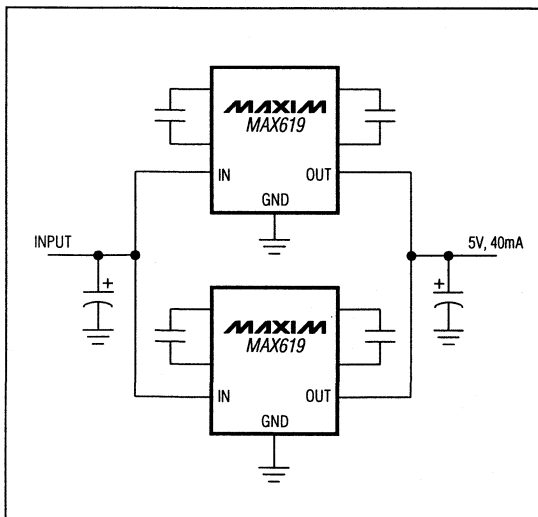 MAXIM
MAX619
IN
OUT
GND
INPUT
+
5V, 40mA
+
MAXIM
MAX619
IN
OUT
GND